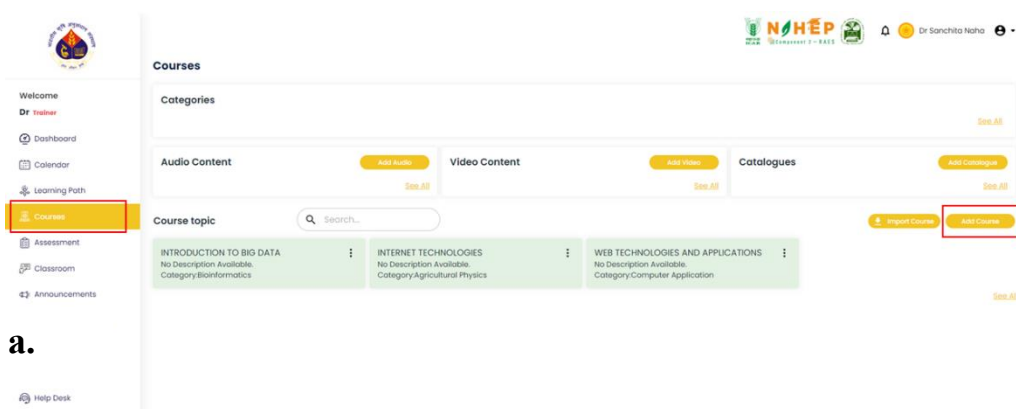 NAHEP
Component 2 - RAES
Dr Sanchita Naha
Courses
Welcome
Dr Trainer
Dashboard
Calendar
Learning Path
Courses
Assessment
Classroom
Announcements
Help Desk
Categories
See All
Audio Content
Add Audio
See All
Video Content
Add Video
See All
Catalogues
Add Catalogue
See All
Course topic
Search...
Import Course
Add Course
INTRODUCTION TO BIG DATA
No Description Available.
Category:Bioinformatics
INTERNET TECHNOLOGIES
No Description Available.
Category:Agricultural Physics
WEB TECHNOLOGIES AND APPLICATIONS
No Description Available.
Category:Computer Application
See All
a.